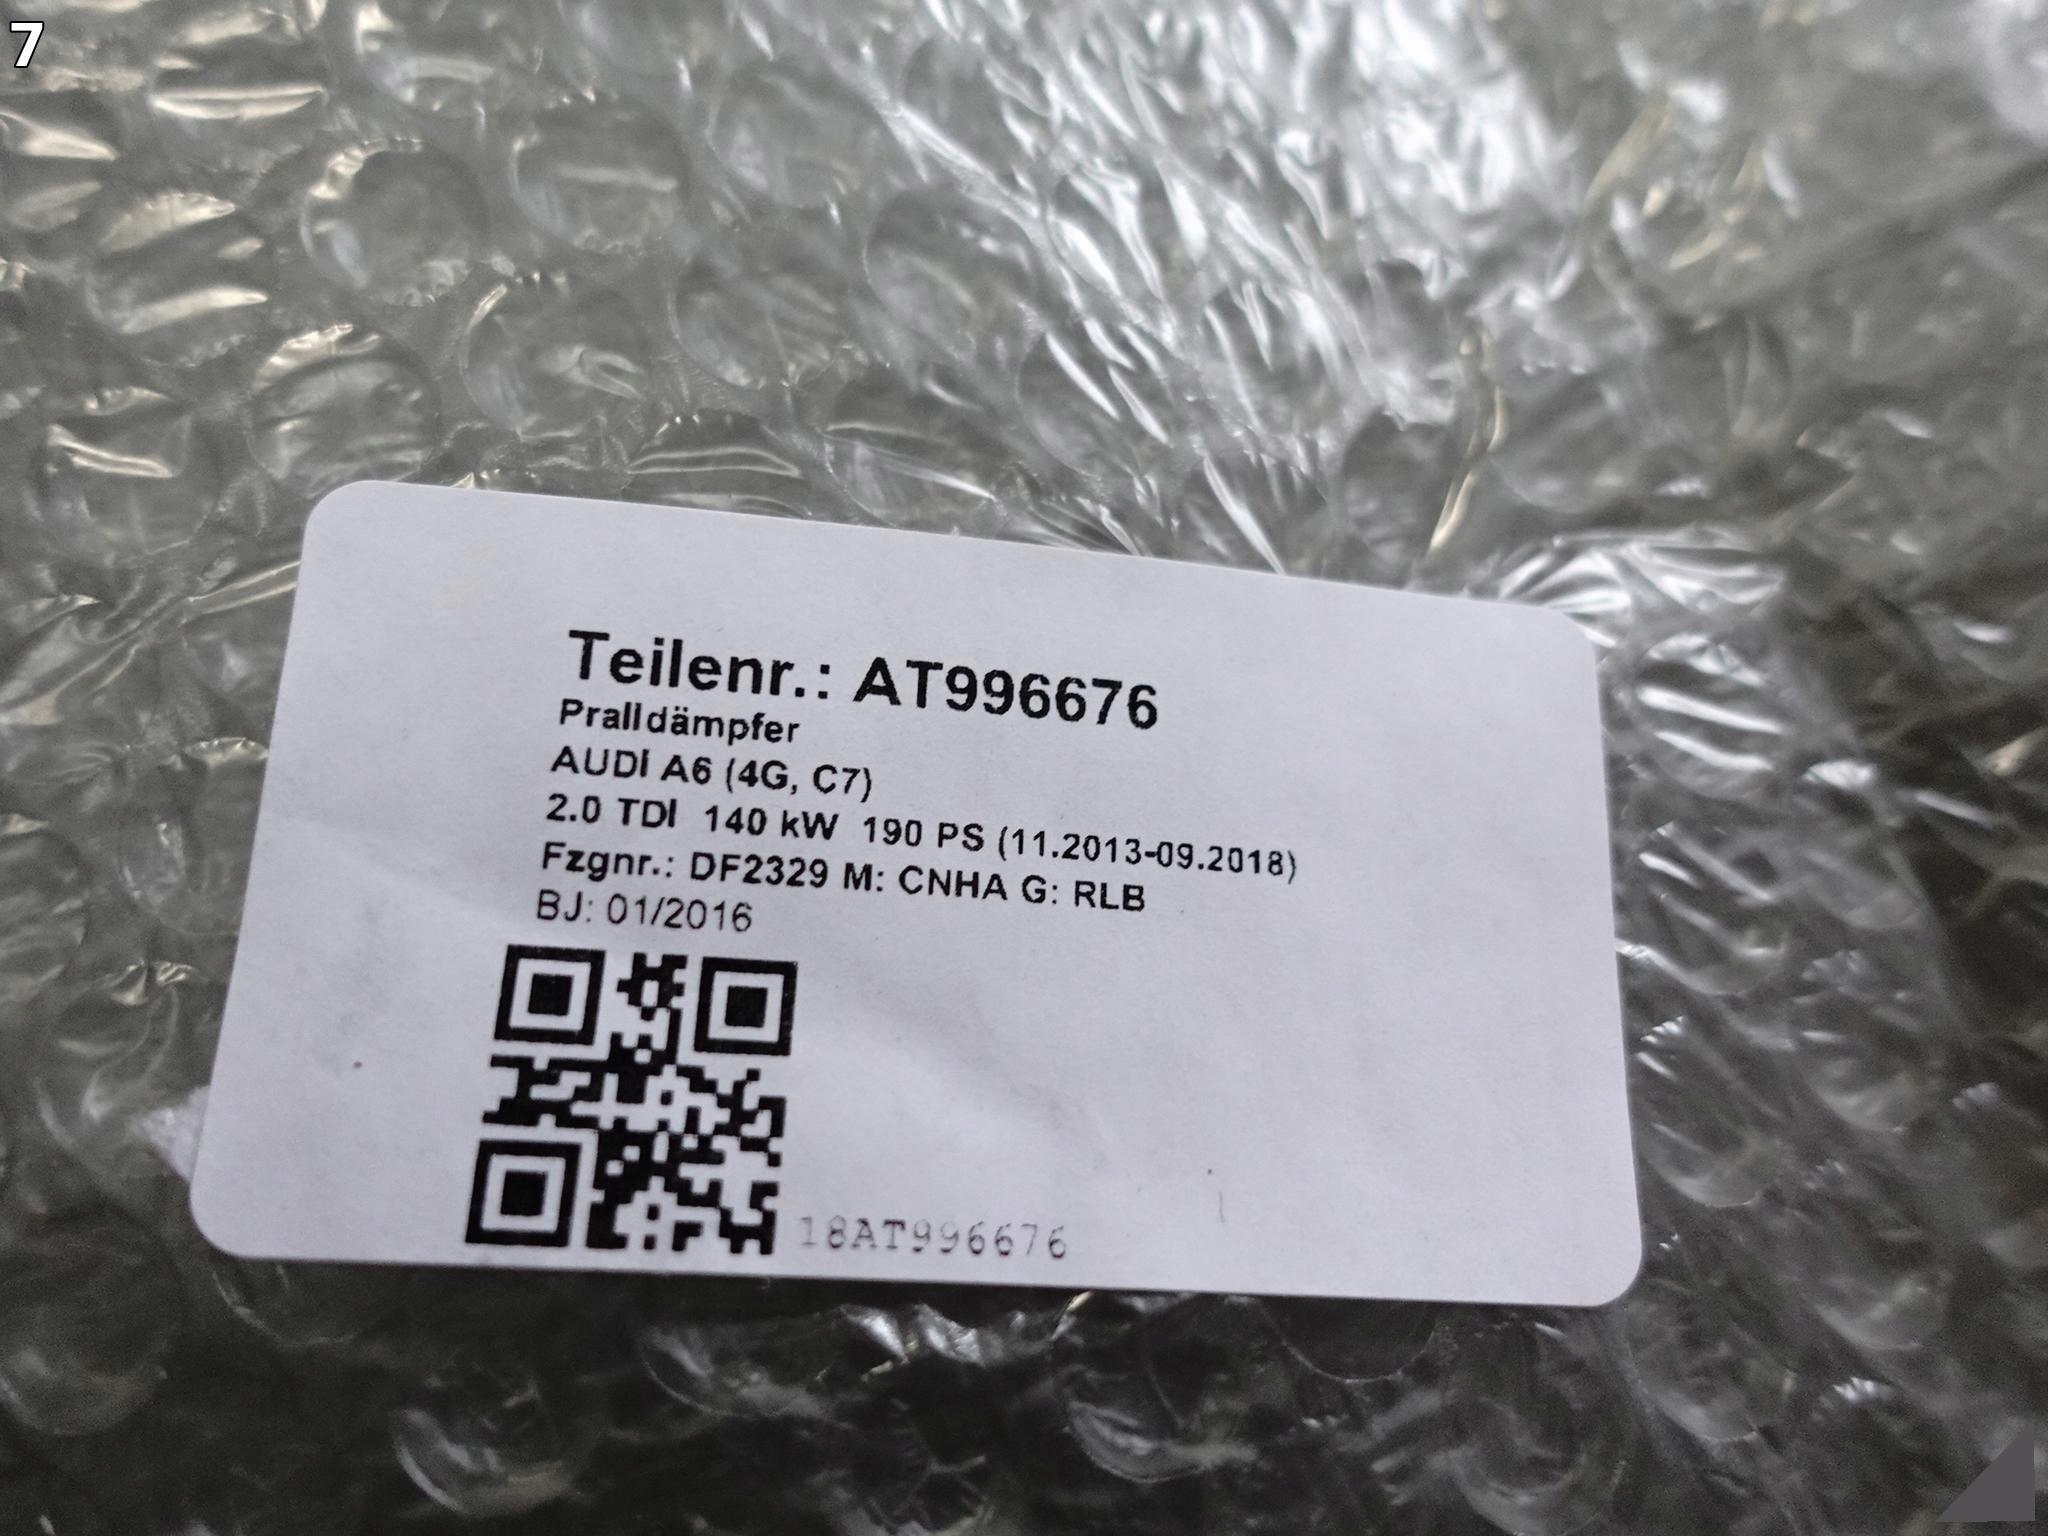 7
Teilenr.: AT996676
Pralldämpfer
AUDI A6 (4G, C7)
2.0 TDI 140 kW 190 PS (11.2013-09.2018)
Fzgnr.: DF2329 M: CNHA G: RLB
BJ: 01/2016
18AT996676